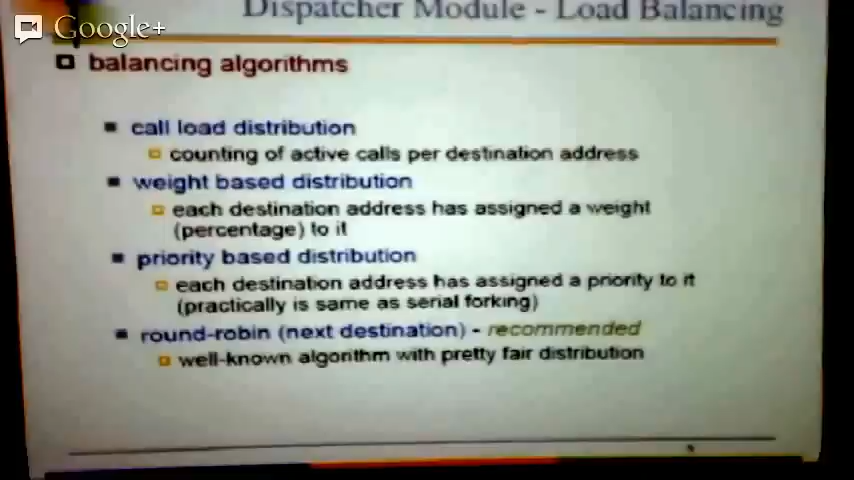 Dispatcher Module - Load Balancing
Google+
balancing algorithms
call load distribution
counting of active calls per destination address
weight based distribution
each destination address has assigned a weight
(percentage) to it
priority based distribution
each destination address has assigned a priority to it
(practically is same as serial forking)
round-robin (next destination) - recommended
well-known algorithm with pretty fair distribution